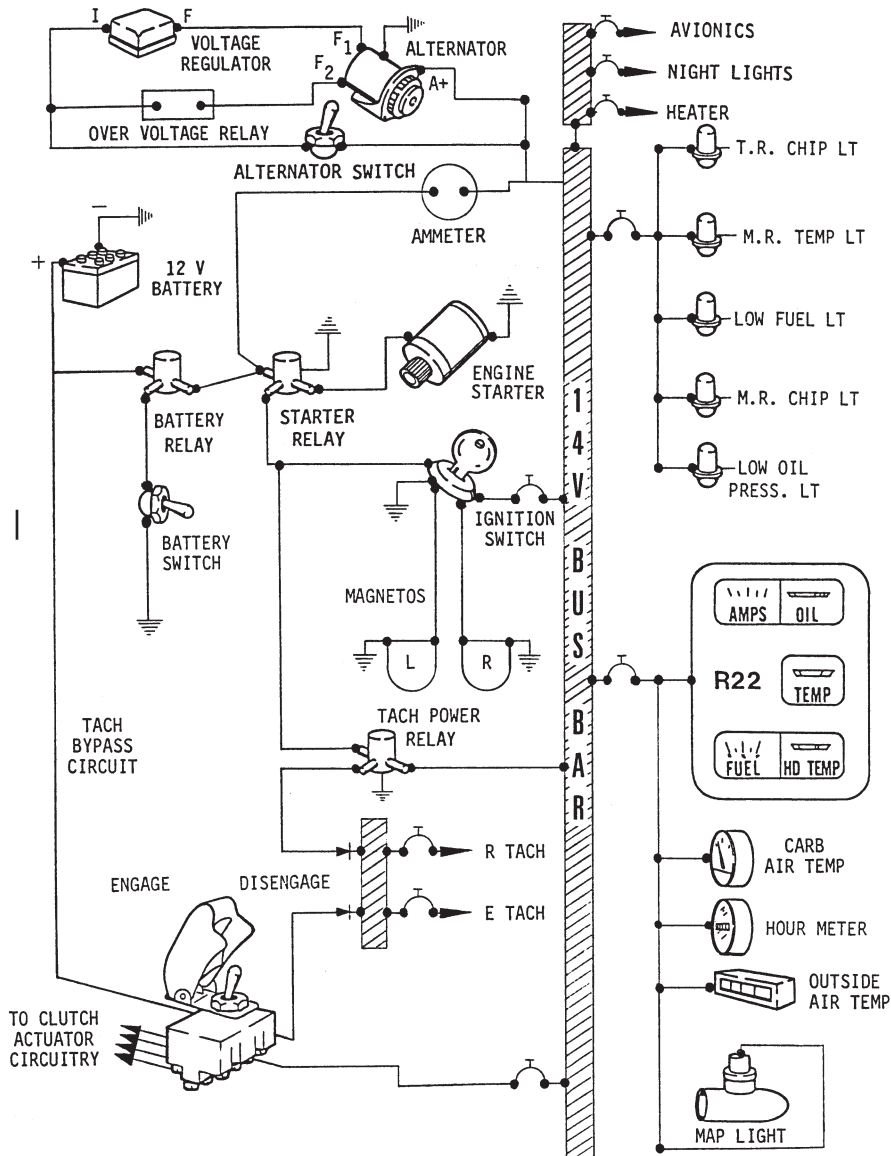 I
F
VOLTAGE
REGULATOR
F1
F2
ALTERNATOR
A+
OVER VOLTAGE RELAY
ALTERNATOR SWITCH
AVIONICS
NIGHT LIGHTS
HEATER
T.R. CHIP LT
M.R. TEMP LT
LOW FUEL LT
M.R. CHIP LT
LOW OIL
PRESS. LT
AMMETER
−
+
12 V
BATTERY
ENGINE
STARTER
BATTERY
RELAY
STARTER
RELAY
BATTERY
SWITCH
IGNITION
SWITCH
MAGNETOS
L
R
14V BUS BAR
TACH POWER
RELAY
TACH
BYPASS
CIRCUIT
R TACH
E TACH
ENGAGE
DISENGAGE
TO CLUTCH
ACTUATOR
CIRCUITRY
AMPS
OIL
R22
TEMP
FUEL
HD TEMP
CARB
AIR TEMP
HOUR METER
OUTSIDE
AIR TEMP
MAP LIGHT